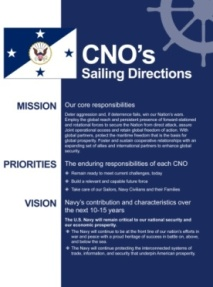 CNO's
Sailing Directions
MISSION
Our core responsibilities
Deter aggression and, if deterrence fails, win our Nation's wars.
Employ the global reach and persistent presence of forward-stationed
and rotational forces to secure the Nation from direct attack, assure
Joint operational access and retain global freedom of action. With
global partners, protect the maritime freedom that is the basis for
global prosperity. Foster and sustain cooperative relationships with an
expanding set of allies and international partners to enhance global
security.
PRIORITIES
The enduring responsibilities of each CNO
Remain ready to meet current challenges, today
Build a relevant and capable future force
Take care of our Sailors, Navy Civilians and their Families
VISION
Navy's contribution and characteristics over
the next 10-15 years
The U.S. Navy will remain critical to our national security and
our economic prosperity.
The Navy will continue to be at the front line of our nation's efforts in
war and peace with a proud heritage of success in battle on, above,
and below the sea.
The Navy will continue protecting the interconnected systems of
trade, information, and security that underpin American prosperity.